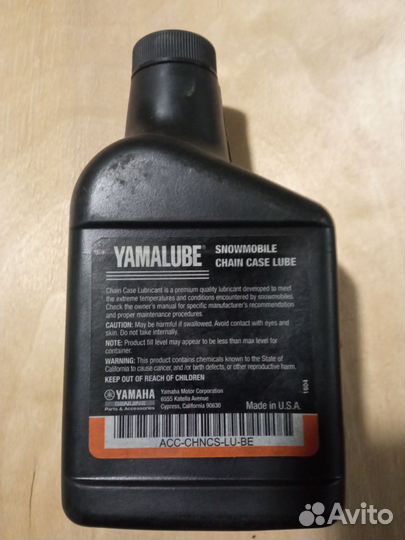 YAMALUBE® SNOWMOBILE
CHAIN CASE LUBE
Chain Case Lubricant is a premium quality lubricant developed to meet
the extreme temperatures and conditions encountered by snowmobiles.
Check the owner's manual for specific manufacturer's recommendation
and proper maintenance procedures.
CAUTION: May be harmful if swallowed. Avoid contact with eyes and
skin. Do not take internally.
NOTE: Product fill level may appear to be less than max level for
container.
WARNING: This product contains chemicals known to the State of
California to cause cancer, and /or birth defects, or other reproductive harm.
KEEP OUT OF REACH OF CHILDREN
YAMAHA
GENUINE
Parts & Accessories
Yamaha Motor Corporation
6555 Katella Avenue
Cypress, California 90630
Made in U.S.A.
1904
ACC-CHNCS-LU-BE
Avito